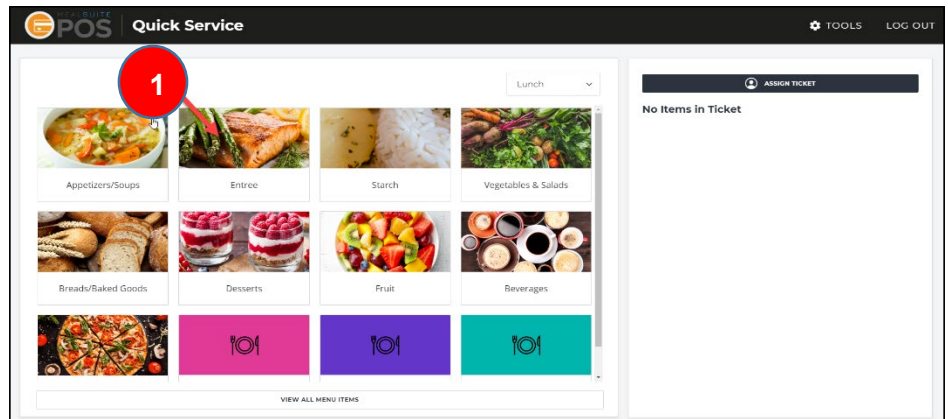 MEALSUITE
POS
Quick Service
TOOLS
LOG OUT
1
Lunch
ASSIGN TICKET
No Items in Ticket
Appetizers/Soups
Entree
Starch
Vegetables & Salads
Breads/Baked Goods
Desserts
Fruit
Beverages
VIEW ALL MENU ITEMS